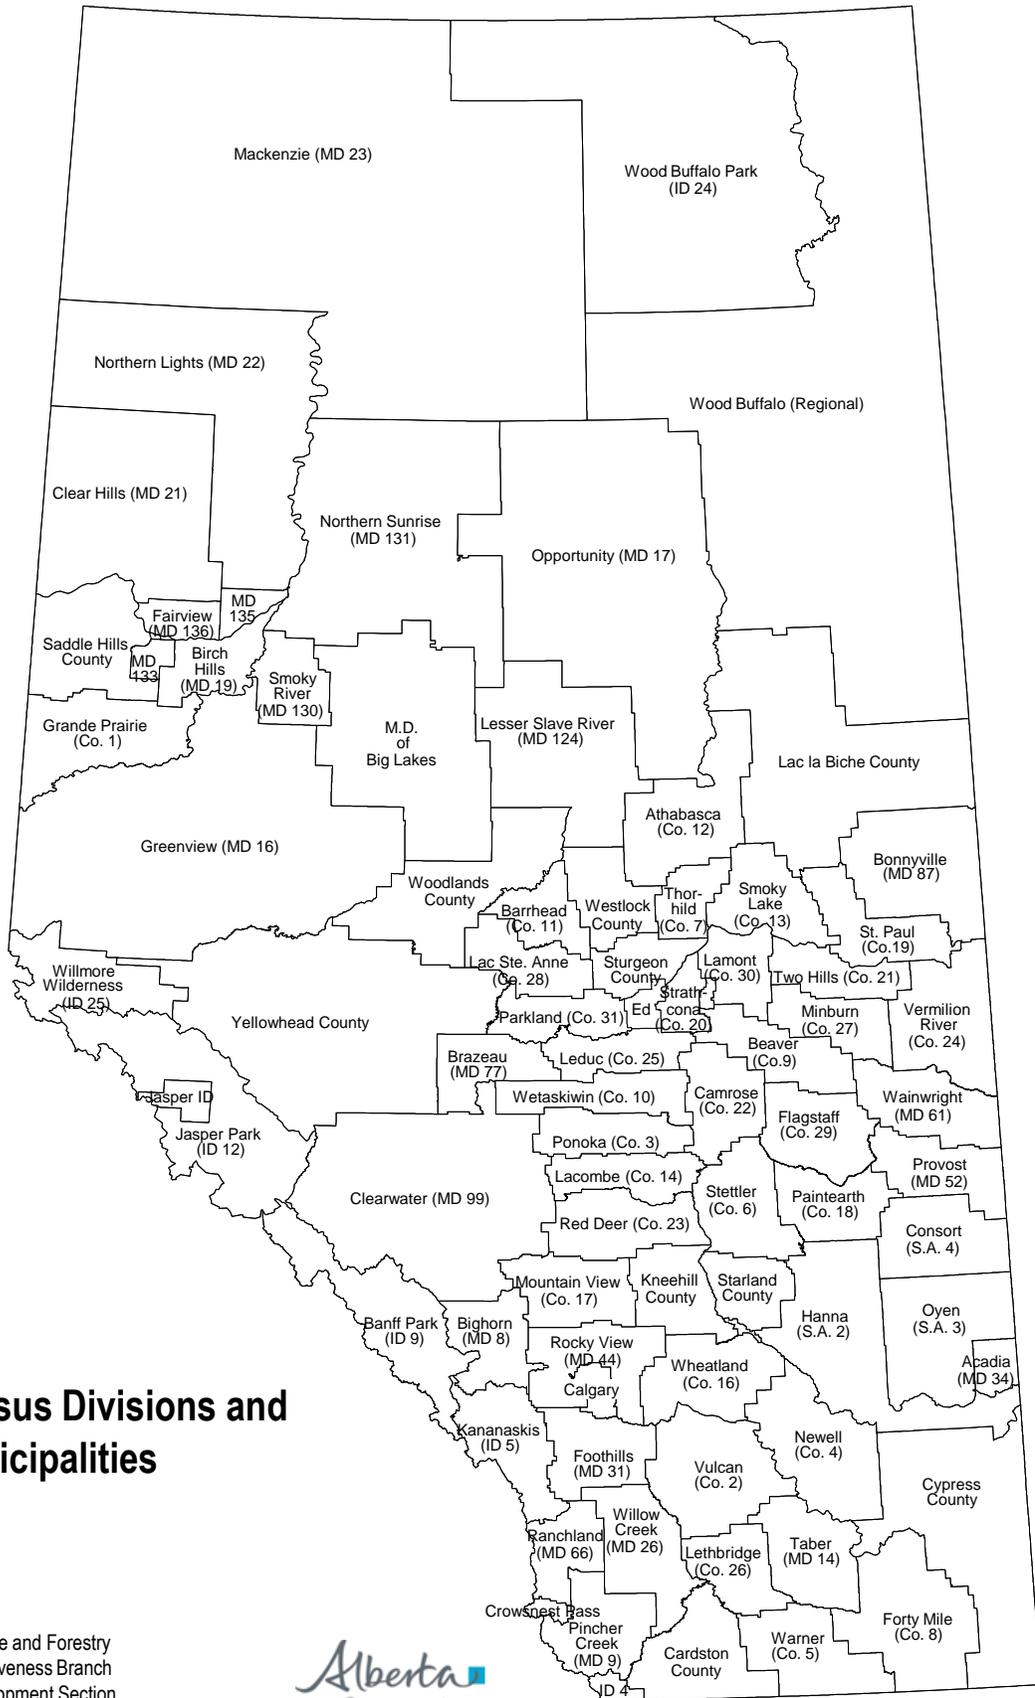 Mackenzie (MD 23)
Wood Buffalo Park
(ID 24)
Northern Lights (MD 22)
Wood Buffalo (Regional)
Clear Hills (MD 21)
Northern Sunrise
(MD 131)
Opportunity (MD 17)
MD
135
Fairview
(MD 136)
Saddle Hills
County
MD
133
Birch
Hills
(MD 19)
Smoky
River
(MD 130)
Grande Prairie
(Co. 1)
M.D.
of
Big Lakes
Lesser Slave River
(MD 124)
Lac la Biche County
Athabasca
(Co. 12)
Greenview (MD 16)
Bonnyville
(MD 87)
Woodlands
County
Barrhead
(Co. 11)
Westlock
County
Thor-
hild
(Co. 7)
Smoky
Lake
(Co. 13)
St. Paul
(Co.19)
Willmore
Wilderness
(ID 25)
Lac Ste. Anne
(Co. 28)
Sturgeon
County
Lamont
(Co. 30)
Two Hills (Co. 21)
Yellowhead County
Parkland (Co. 31)
Ed
Strath-
cona
(Co. 20)
Minburn
(Co. 27)
Vermilion
River
(Co. 24)
Brazeau
(MD 77)
Leduc (Co. 25)
Beaver
(Co.9)
Jasper ID
Wetaskiwin (Co. 10)
Camrose
(Co. 22)
Flagstaff
(Co. 29)
Wainwright
(MD 61)
Jasper Park
(ID 12)
Ponoka (Co. 3)
Clearwater (MD 99)
Lacombe (Co. 14)
Stettler
(Co. 6)
Paintearth
(Co. 18)
Provost
(MD 52)
Red Deer (Co. 23)
Consort
(S.A. 4)
Mountain View
(Co. 17)
Kneehill
County
Starland
County
Hanna
(S.A. 2)
Oyen
(S.A. 3)
Banff Park
(ID 9)
Bighorn
(MD 8)
Rocky View
(MD 44)
Wheatland
(Co. 16)
Acadia
(MD 34)
Calgary
sus Divisions and
icipalities
Kananaskis
(ID 5)
Foothills
(MD 31)
Vulcan
(Co. 2)
Newell
(Co. 4)
Cypress
County
Ranchland
(MD 66)
Willow
Creek
(MD 26)
Lethbridge
(Co. 26)
Taber
(MD 14)
Crowsnest Pass
Pincher
Creek
(MD 9)
Cardston
County
Warner
(Co. 5)
Forty Mile
(Co. 8)
ID 4
e and Forestry
veness Branch
opment Section
Alberta